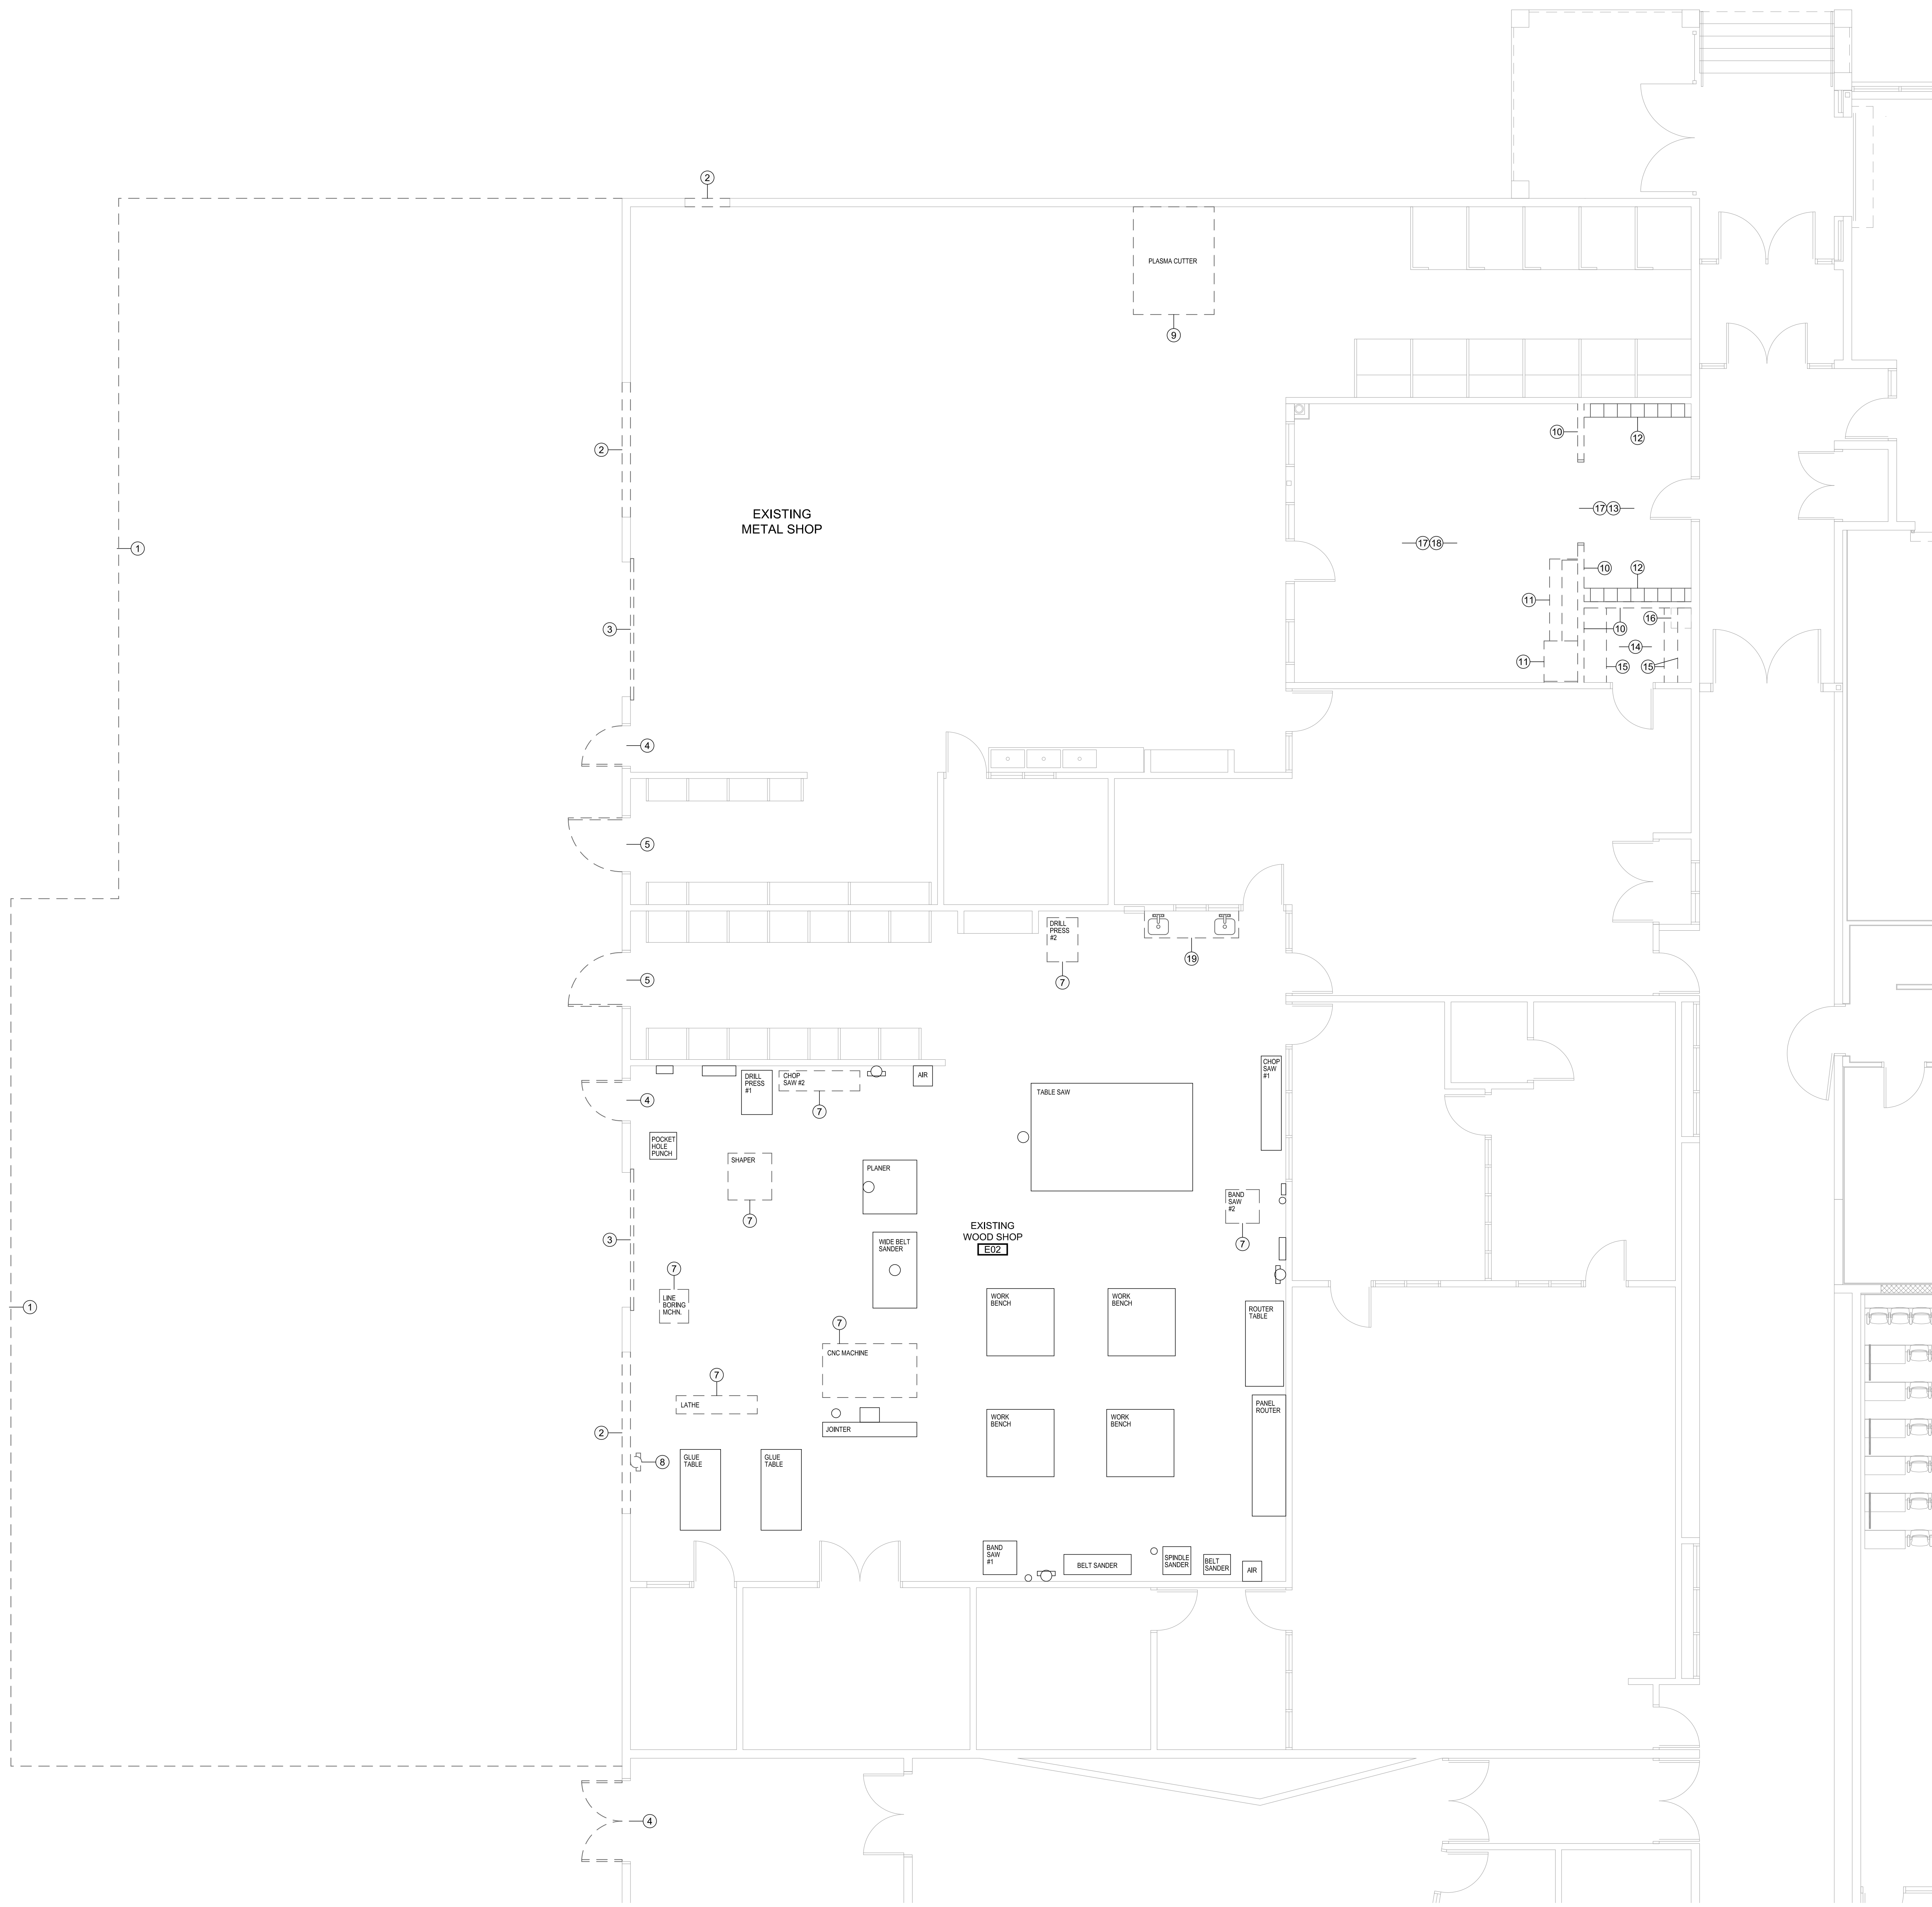 2
PLASMA CUTTER
9
10
12
2
EXISTING
METAL SHOP
17 13
17 18
1
10
12
11
3
16
10
14
11
15
15
4
5
DRILL
PRESS
#2
19
7
5
CHOP
SAW
#1
DRILL
PRESS
#1
CHOP
SAW #2
AIR
TABLE SAW
4
7
POCKET
HOLE
PUNCH
SHAPER
PLANER
BAND
SAW
#2
7
EXISTING
WOOD SHOP
E02
3
WIDE BELT
SANDER
7
7
LINE
BORING
MCHN.
WORK
BENCH
WORK
BENCH
ROUTER
TABLE
1
7
CNC MACHINE
7
LATHE
PANEL
ROUTER
WORK
BENCH
WORK
BENCH
2
JOINTER
8
GLUE
TABLE
GLUE
TABLE
BAND
SAW
#1
BELT SANDER
SPINDLE
SANDER
BELT
SANDER
AIR
4